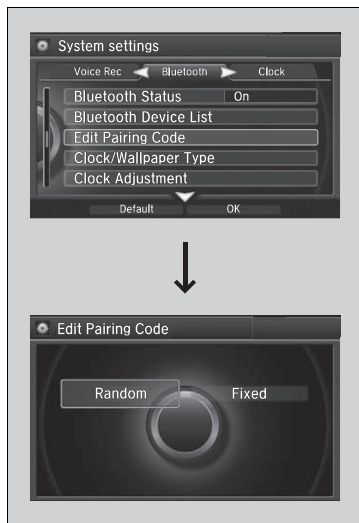 System settings
Voice Rec Bluetooth Clock
Bluetooth Status On
Bluetooth Device List
Edit Pairing Code
Clock/Wallpaper Type
Clock Adjustment
Default OK
Edit Pairing Code
Random Fixed